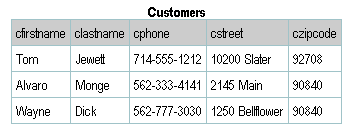 Customers
cfirstname clastname cphone cstreet czipcode
Tom Jewett 714-555-1212 10200 Slater 92708
Alvaro Monge 562-333-4141 2145 Main 90840
Wayne Dick 562-777-3030 1250 Bellflower 90840